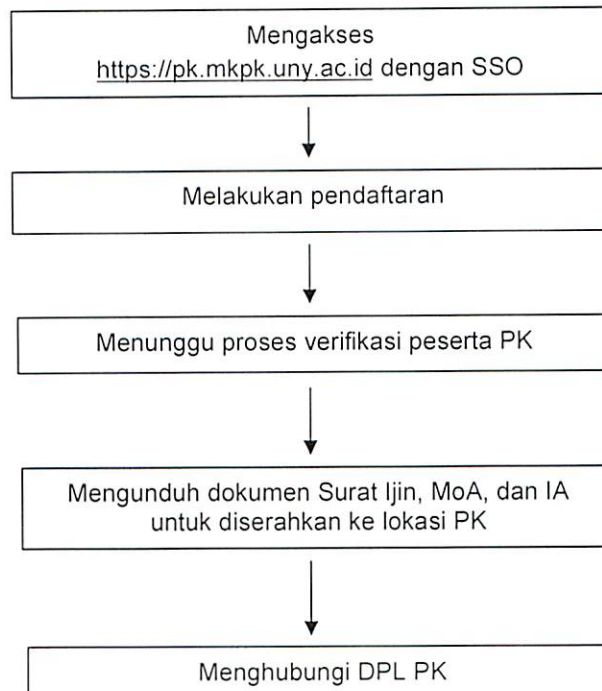 Mengakses
https://pk.mkpk.uny.ac.id dengan SSO
Melakukan pendaftaran
Menunggu proses verifikasi peserta PK
Mengunduh dokumen Surat Ijin, MoA, dan IA
untuk diserahkan ke lokasi PK
Menghubungi DPL PK